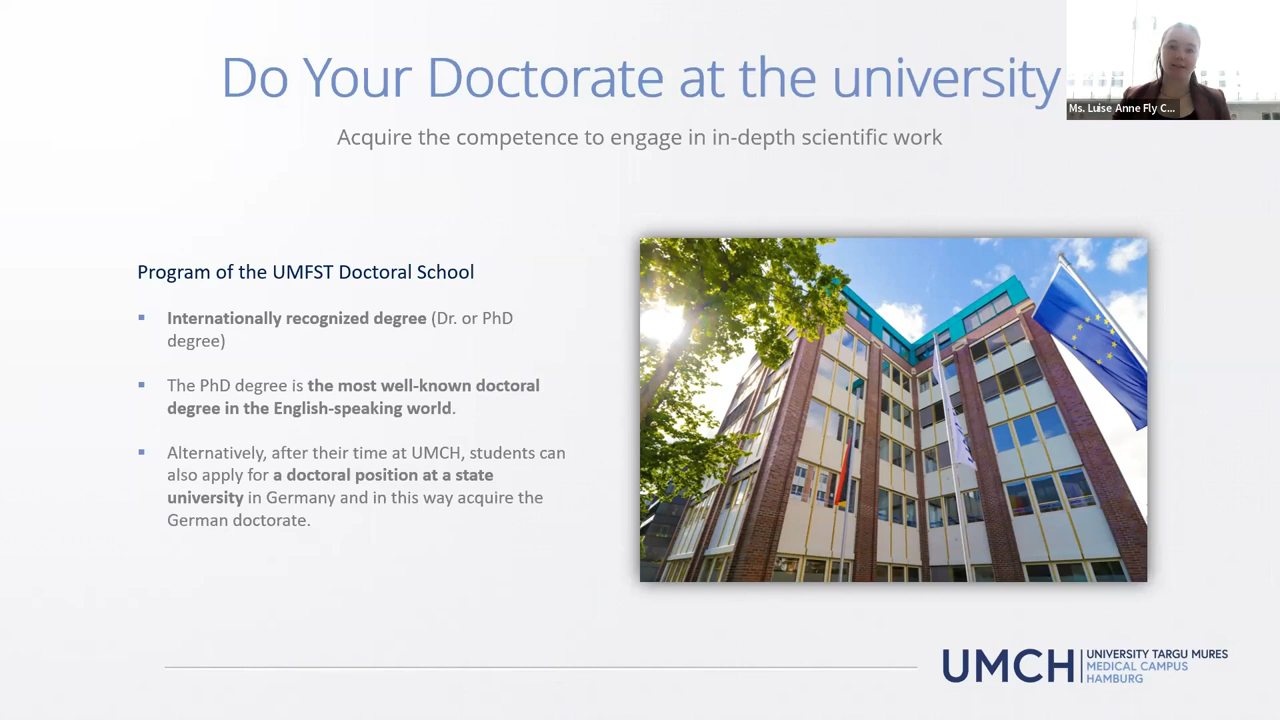 Do Your Doctorate at the university
Ms. Luise Anne Fly C...
Acquire the competence to engage in in-depth scientific work
Program of the UMFST Doctoral School
▪ Internationally recognized degree (Dr. or PhD
degree)
▪ The PhD degree is the most well-known doctoral
degree in the English-speaking world.
▪ Alternatively, after their time at UMCH, students can
also apply for a doctoral position at a state
university in Germany and in this way acquire the
German doctorate.
UMCH
UNIVERSITY TARGU MURES
MEDICAL CAMPUS
HAMBURG